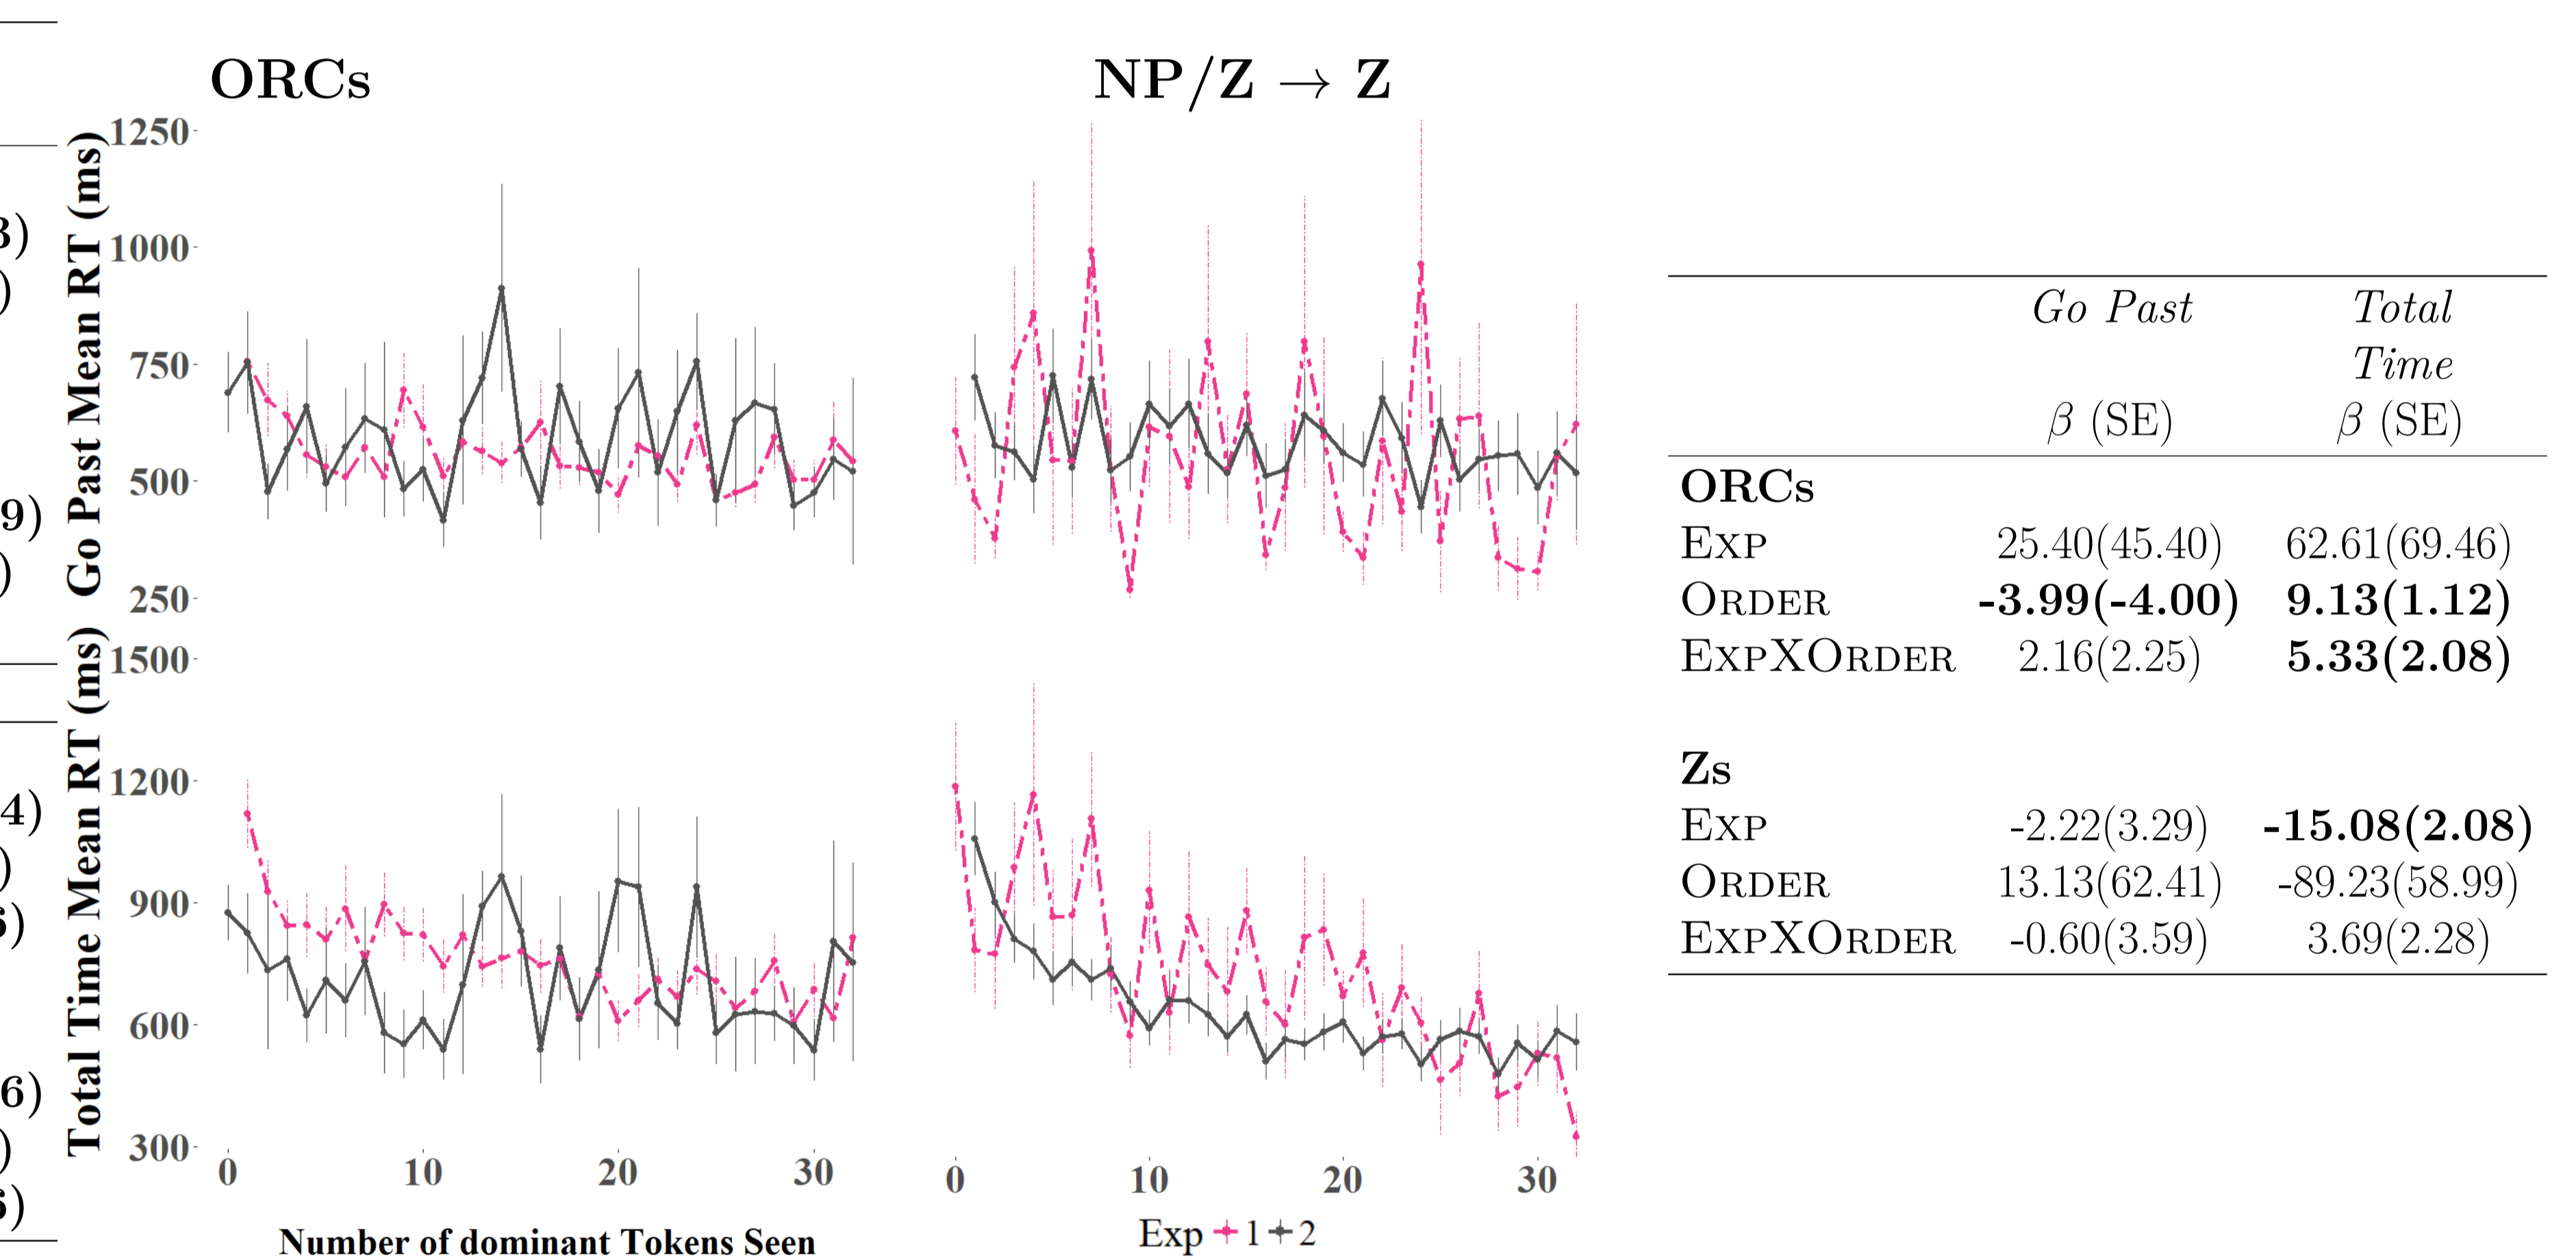 ORCs
NP/Z → Z
Go Past Mean RT (ms)
1250
1000
750
500
250
Total Time Mean RT (ms)
1500
1200
900
600
300
0 10 20 30
0 10 20 30
Number of dominant Tokens Seen
Exp 1 2
3)
)
9)
)
4)
)
6)
)
Go Past Total
Time
β (SE) β (SE)
ORCs
Exp 25.40(45.40) 62.61(69.46)
Order -3.99(-4.00) 9.13(1.12)
ExpXOrder 2.16(2.25) 5.33(2.08)
Zs
Exp -2.22(3.29) -15.08(2.08)
Order 13.13(62.41) -89.23(58.99)
ExpXOrder -0.60(3.59) 3.69(2.28)